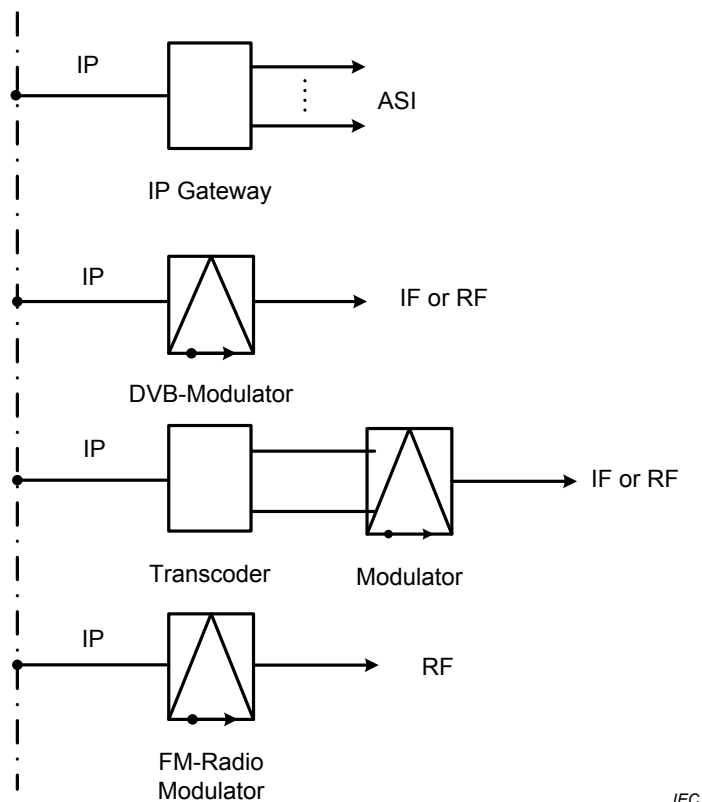 IP
ASI
IP Gateway
IP
IF or RF
DVB-Modulator
IP
IF or RF
Transcoder
Modulator
IP
RF
FM-Radio
Modulator
IEC